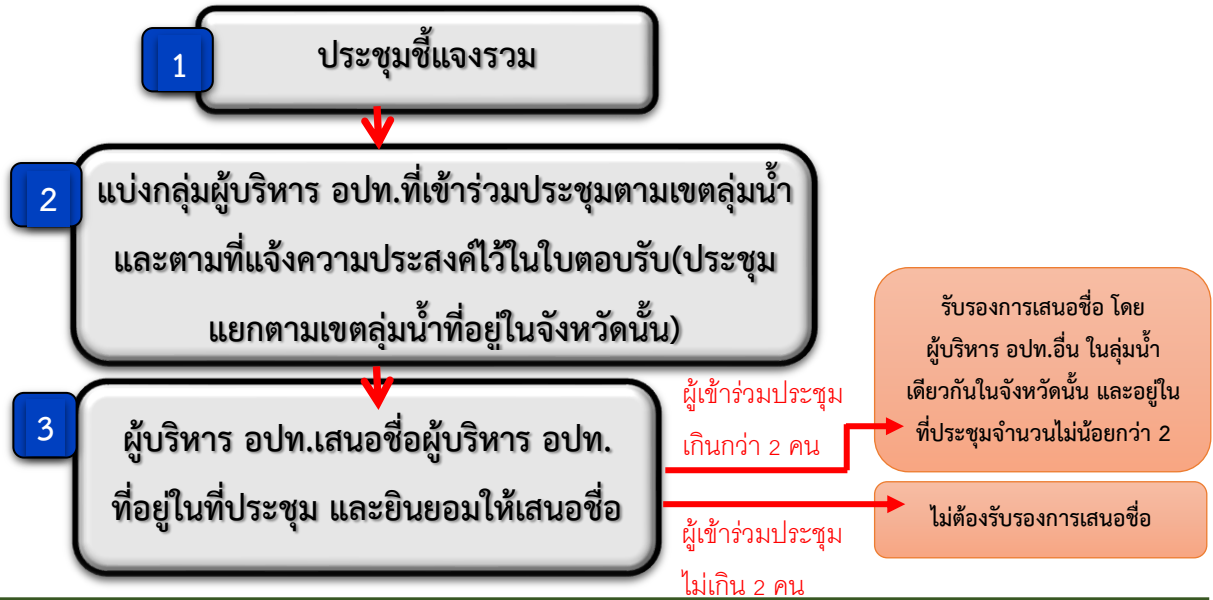 1
ประชุมชี้แจงรวม
2
แบ่งกลุ่มผู้บริหาร อปท.ที่เข้าร่วมประชุมตามเขตลุ่มน้ำ
และตามที่แจ้งความประสงค์ไว้ในใบตอบรับ(ประชุม
แยกตามเขตลุ่มน้ำที่อยู่ในจังหวัดนั้น)
3
ผู้บริหาร อปท.เสนอชื่อผู้บริหาร อปท.
ที่อยู่ในที่ประชุม และยินยอมให้เสนอชื่อ
ผู้เข้าร่วมประชุม
เกินกว่า 2 คน
รับรองการเสนอชื่อ โดย
ผู้บริหาร อปท.อื่น ในลุ่มน้ำ
เดียวกันในจังหวัดนั้น และอยู่ใน
ที่ประชุมจำนวนไม่น้อยกว่า 2
ผู้เข้าร่วมประชุม
ไม่เกิน 2 คน
ไม่ต้องรับรองการเสนอชื่อ